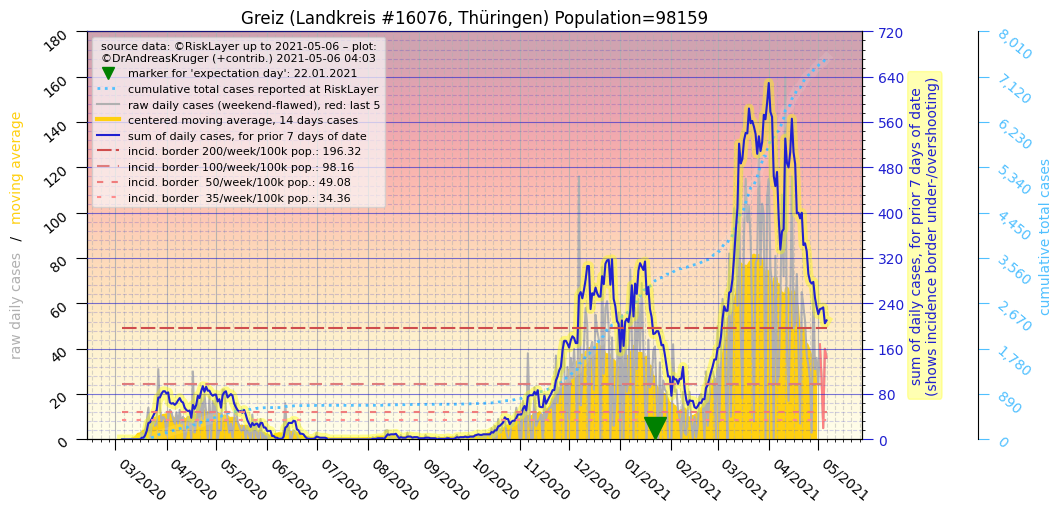 Greiz (Landkreis #16076, Thüringen) Population=98159
source data: ©RiskLayer up to 2021-05-06 – plot:
©DrAndreasKruger (+contrib.) 2021-05-06 04:03
marker for 'expectation day': 22.01.2021
cumulative total cases reported at RiskLayer
raw daily cases (weekend-flawed), red: last 5
centered moving average, 14 days cases
sum of daily cases, for prior 7 days of date
incid. border 200/week/100k pop.: 196.32
incid. border 100/week/100k pop.: 98.16
incid. border  50/week/100k pop.: 49.08
incid. border  35/week/100k pop.: 34.36
raw daily cases / moving average
180
160
140
120
100
80
60
40
20
0
03/2020
04/2020
05/2020
06/2020
07/2020
08/2020
09/2020
10/2020
11/2020
12/2020
01/2021
02/2021
03/2021
04/2021
05/2021
720
640
560
480
400
320
240
160
80
0
sum of daily cases, for prior 7 days of date
(shows incidence border under-/overshooting)
8,010
7,120
6,230
5,340
4,450
3,560
2,670
1,780
890
0
cumulative total cases